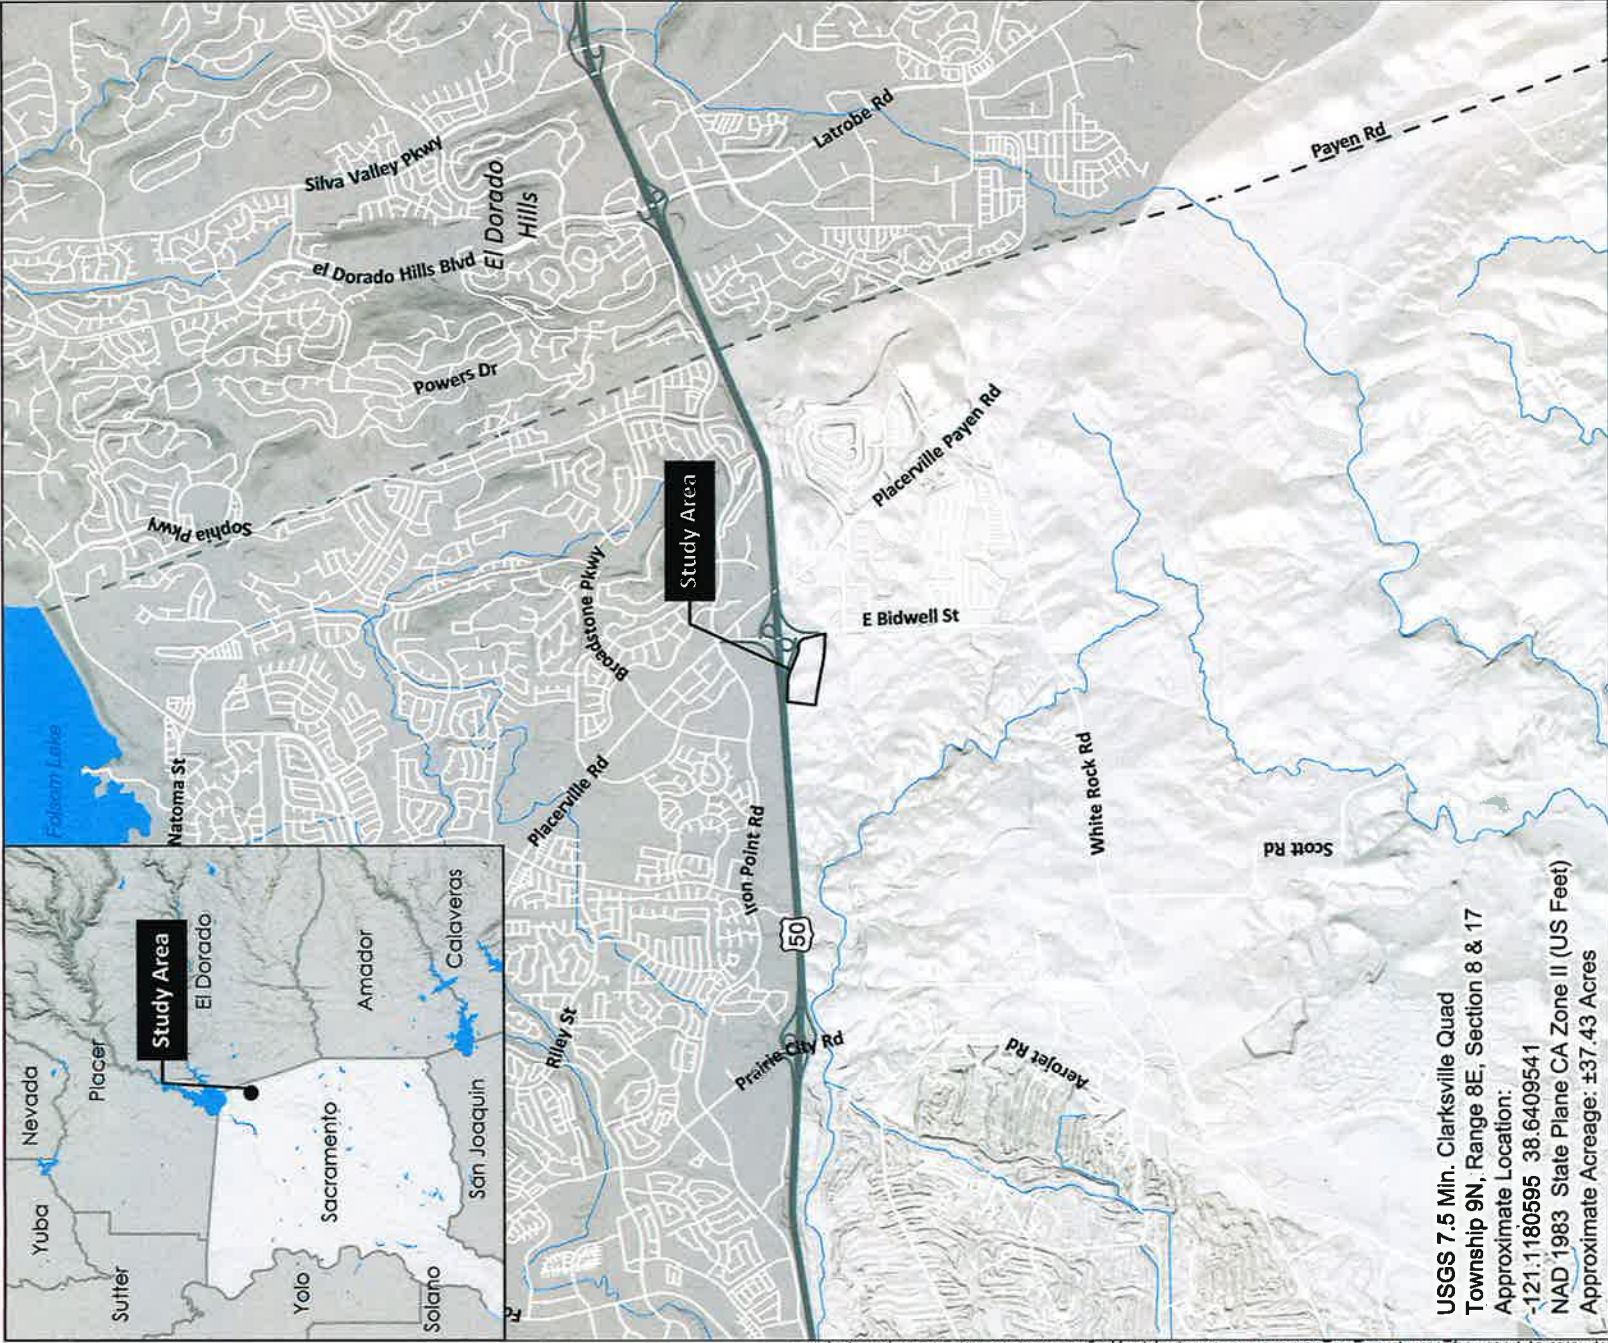 Nevada
Yuba
Placer
Sutter
Study Area
El Dorado
Yolo
Sacramento
Amador
Solano
San Joaquin
Calaveras
Folsom Lake
Natoma St
Sophia Pkwy
Silva Valley Pkwy
el Dorado Hills Blvd
El Dorado
Hills
Powers Dr
Riley St
Placerville Rd
Broadstone Pkwy
Study Area
Latrobe Rd
Prairie City Rd
Iron Point Rd
50
E Bidwell St
Placerville Payen Rd
Payen Rd
Aerojet Rd
White Rock Rd
Scott Rd
USGS 7.5 Min. Clarksville Quad
Township 9N, Range 8E, Section 8 & 17
Approximate Location:
-121.1180595 38.6409541
NAD 1983 State Plane CA Zone II (US Feet)
Approximate Acreage: ±37.43 Acres